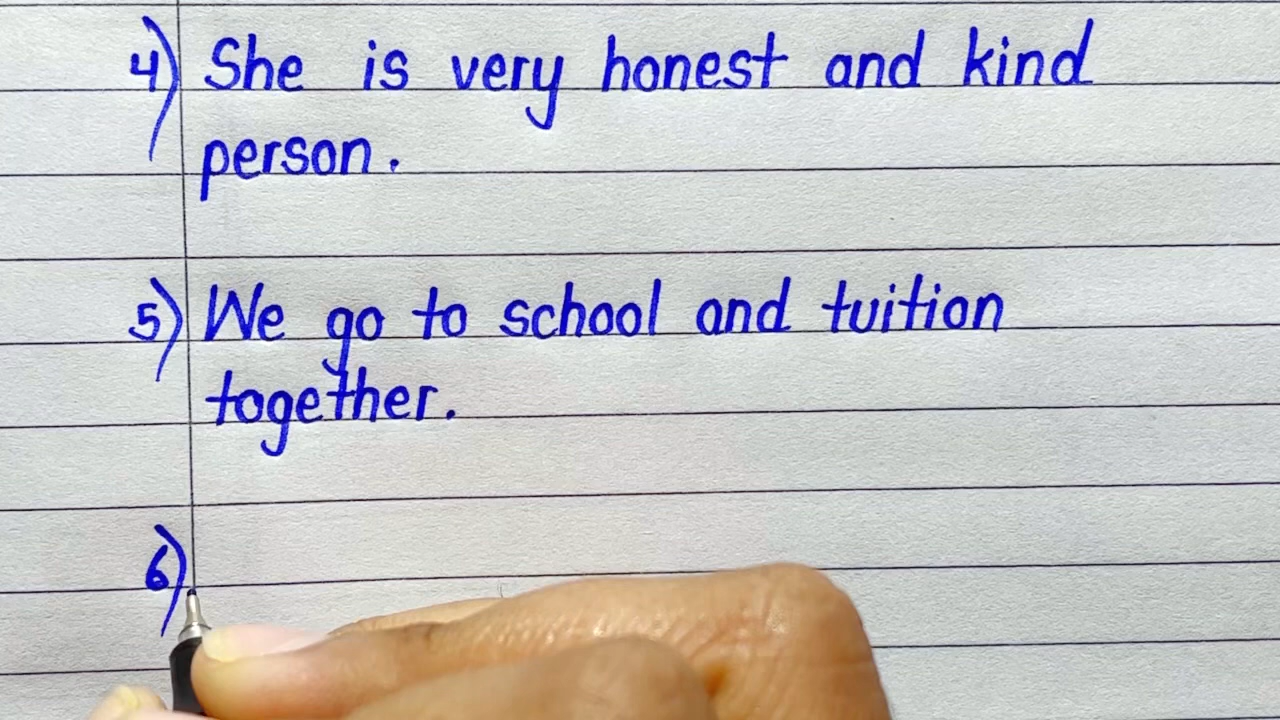 4) She is very honest and kind
person.
5) We go to school and tuition
together.
6)